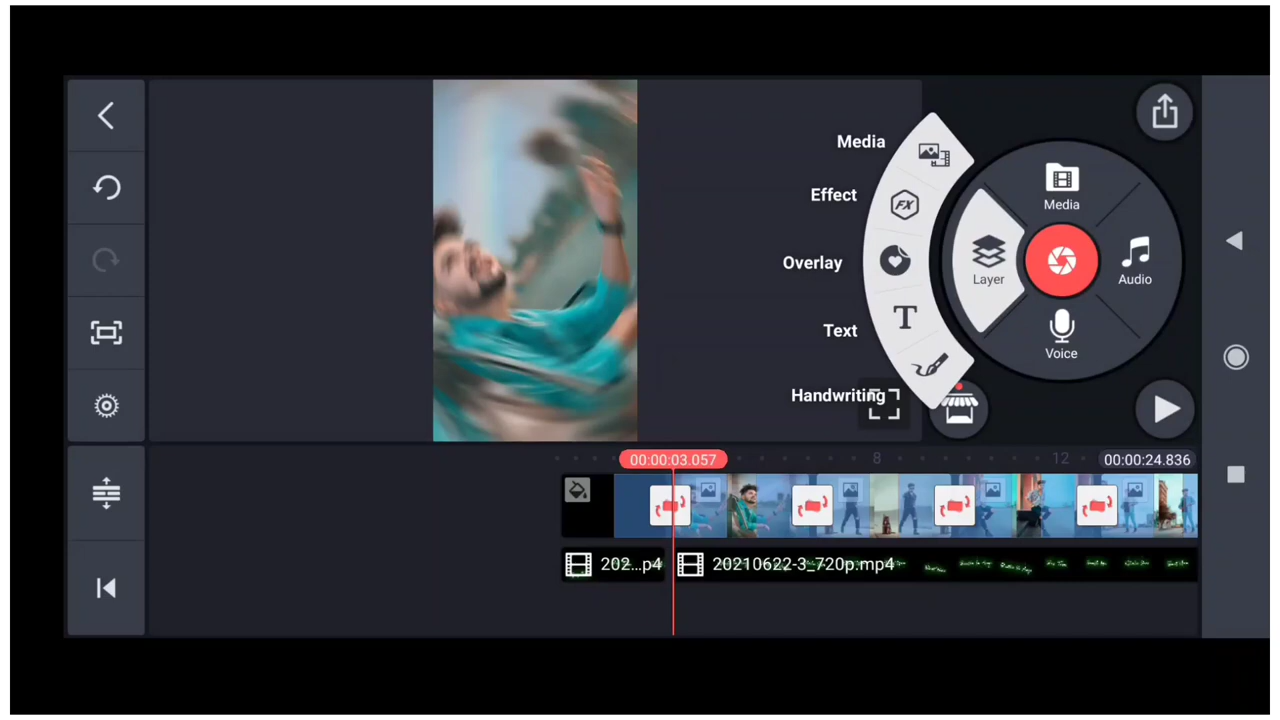 Media
Effect
Overlay
Text
Handwriting
Media
Layer
Audio
Voice
FX
T
00:00:03.057
8
12
00:00:24.836
202...p4
20210622-3_720p.mp4